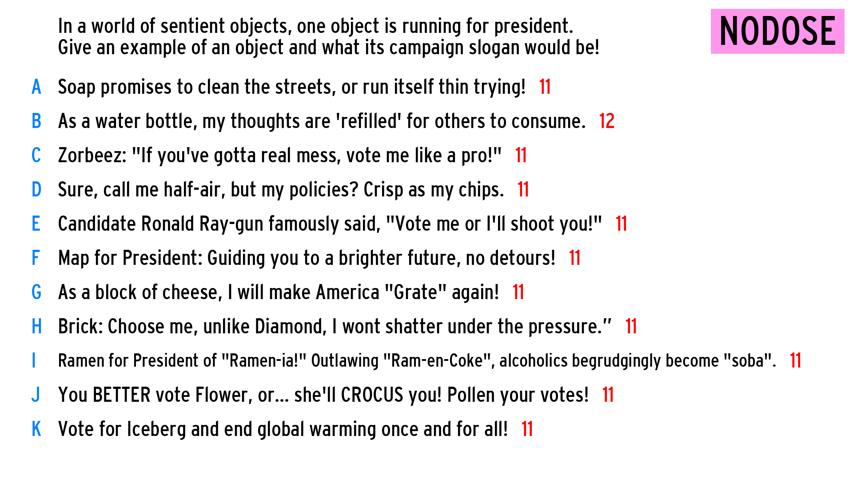 In a world of sentient objects, one object is running for president.
Give an example of an object and what its campaign slogan would be!
NODOSE
A Soap promises to clean the streets, or run itself thin trying! 11
B As a water bottle, my thoughts are 'refilled' for others to consume. 12
C Zorbeez: "If you've gotta real mess, vote me like a pro!" 11
D Sure, call me half-air, but my policies? Crisp as my chips. 11
E Candidate Ronald Ray-gun famously said, "Vote me or I'll shoot you!" 11
F Map for President: Guiding you to a brighter future, no detours! 11
G As a block of cheese, I will make America "Grate" again! 11
H Brick: Choose me, unlike Diamond, I wont shatter under the pressure.” 11
I Ramen for President of "Ramen-ia!" Outlawing "Ram-en-Coke", alcoholics begrudgingly become "soba". 11
J You BETTER vote Flower, or... she'll CROCUS you! Pollen your votes! 11
K Vote for Iceberg and end global warming once and for all! 11